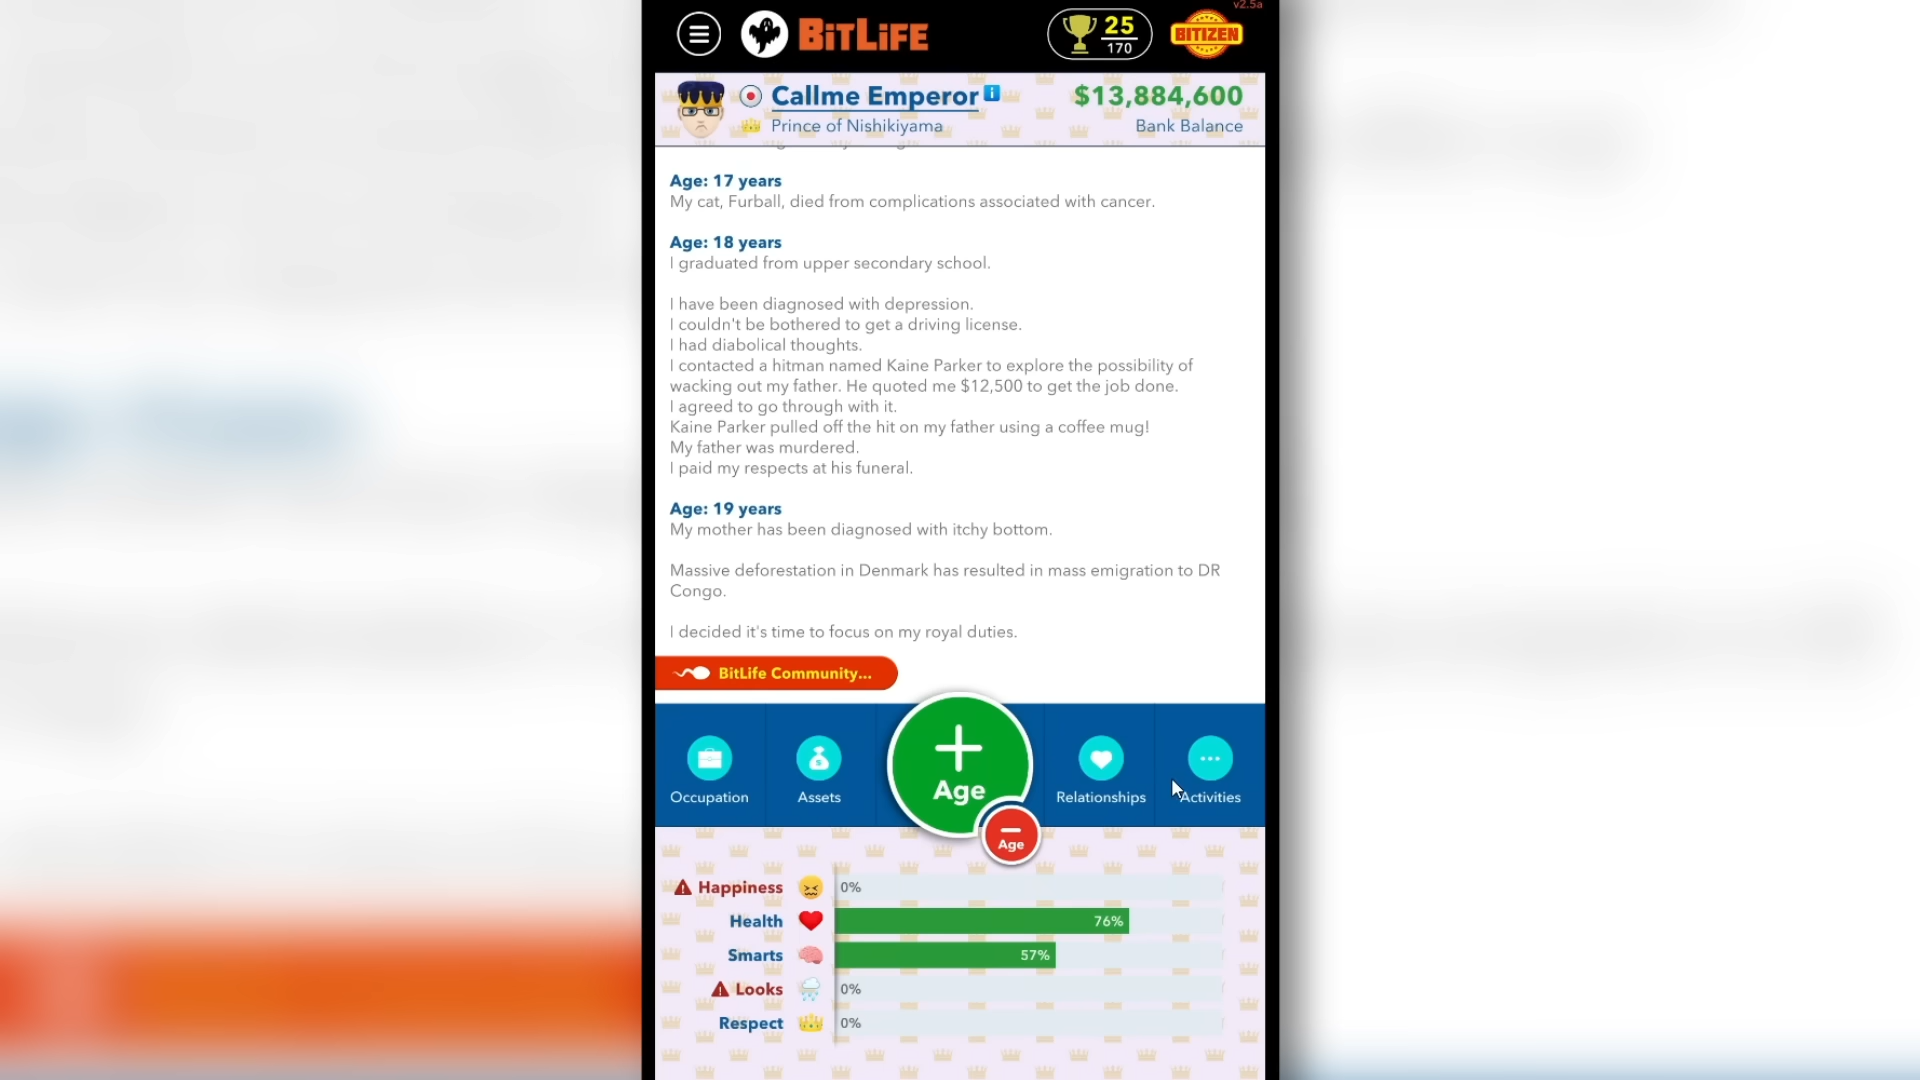 v2.5a
BITLIFE
25
170
BITIZEN
Callme Emperor
$13,884,600
Prince of Nishikiyama
Bank Balance
Age: 17 years
My cat, Furball, died from complications associated with cancer.
Age: 18 years
I graduated from upper secondary school.
I have been diagnosed with depression.
I couldn't be bothered to get a driving license.
I had diabolical thoughts.
I contacted a hitman named Kaine Parker to explore the possibility of
wacking out my father. He quoted me $12,500 to get the job done.
I agreed to go through with it.
Kaine Parker pulled off the hit on my father using a coffee mug!
My father was murdered.
I paid my respects at his funeral.
Age: 19 years
My mother has been diagnosed with itchy bottom.
Massive deforestation in Denmark has resulted in mass emigration to DR
Congo.
I decided it's time to focus on my royal duties.
BitLife Community...
Occupation
Assets
Age
Relationships
Activities
Age
Happiness 0%
Health 76%
Smarts 57%
Looks 0%
Respect 0%